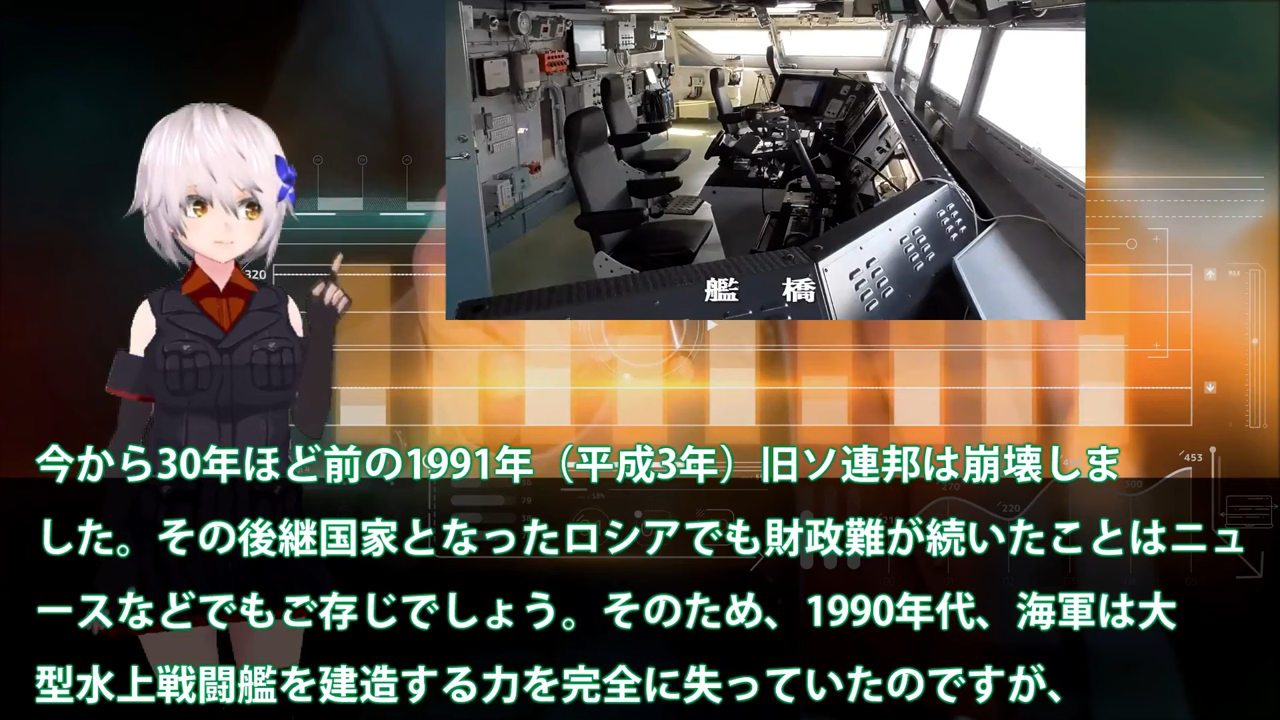 艦 橋
320
今から30年ほど前の1991年（平成3年）旧ソ連邦は崩壊しま
した。その後継国家となったロシアでも財政難が続いたことはニュ
ースなどでもご存じでしょう。そのため、1990年代、海軍は大
型水上戦闘艦を建造する力を完全に失っていたのですが、
453
300
220